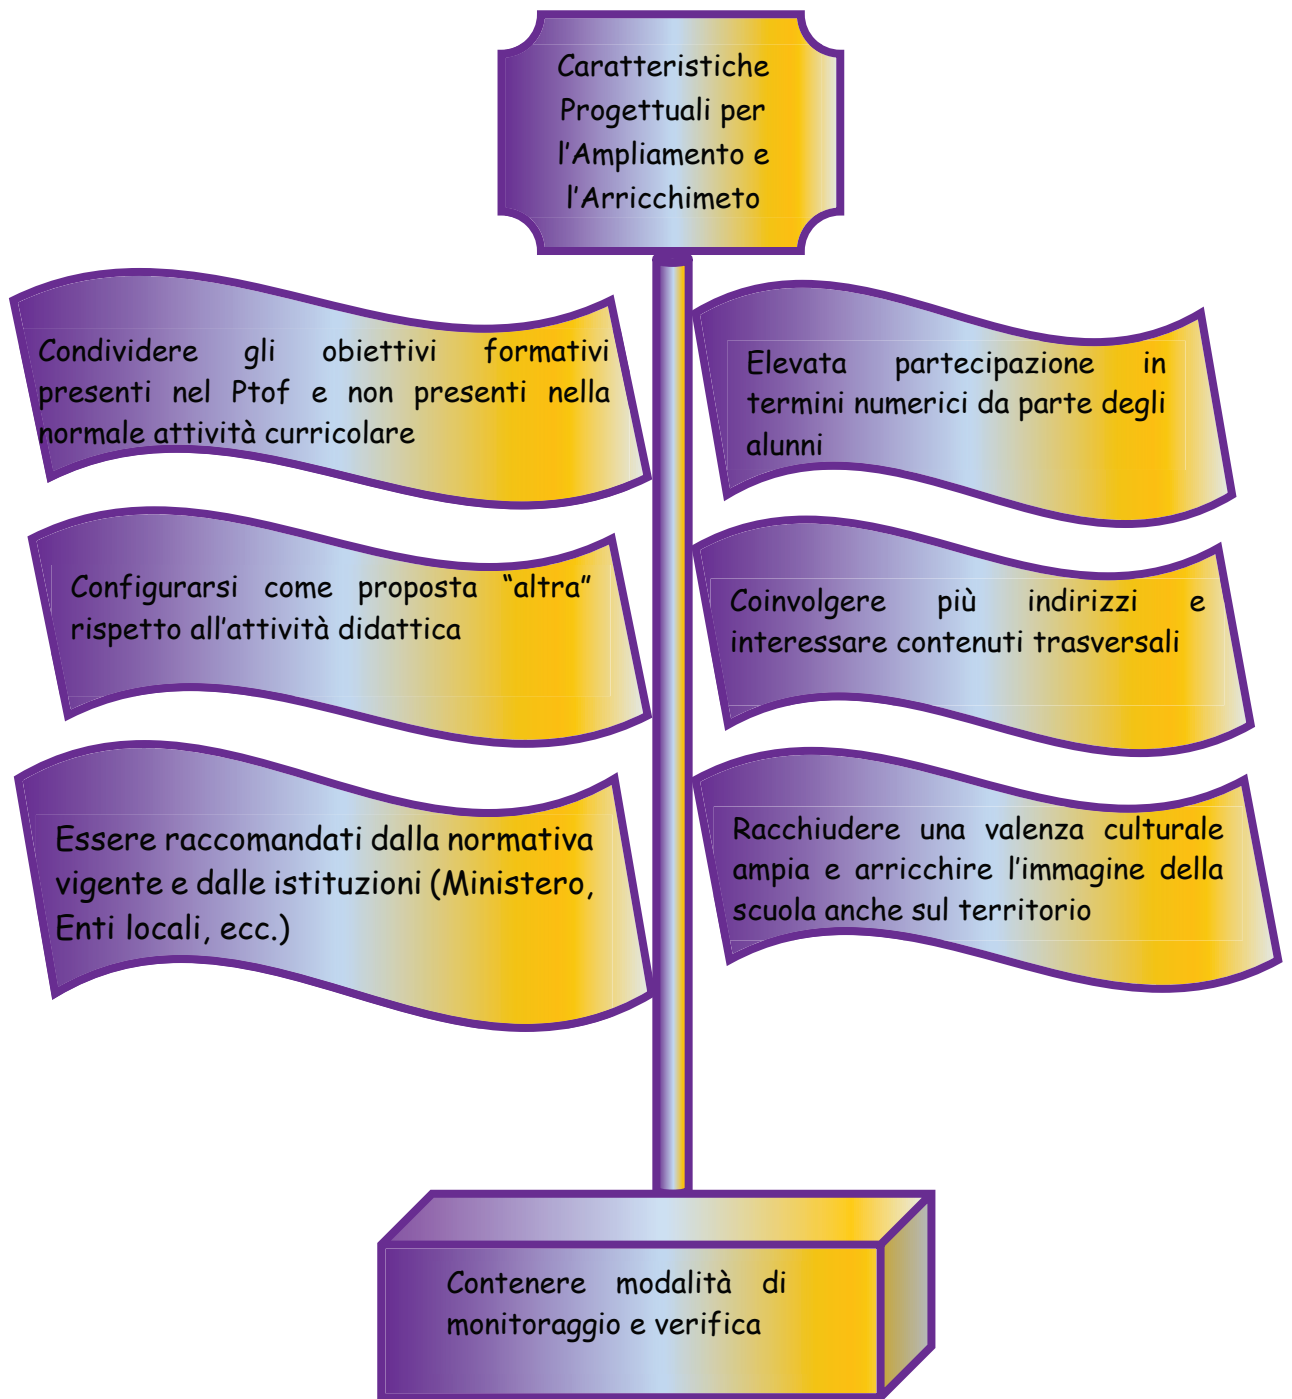 Caratteristiche
Progettuali per
l'Ampliamento e
l'Arricchimeto
Condividere gli obiettivi formativi
presenti nel Ptof e non presenti nella
normale attività curricolare
Elevata partecipazione in
termini numerici da parte degli
alunni
Configurarsi come proposta “altra”
rispetto all'attività didattica
Coinvolgere più indirizzi e
interessare contenuti trasversali
Essere raccomandati dalla normativa
vigente e dalle istituzioni (Ministero,
Enti locali, ecc.)
Racchiudere una valenza culturale
ampia e arricchire l'immagine della
scuola anche sul territorio
Contenere modalità di
monitoraggio e verifica